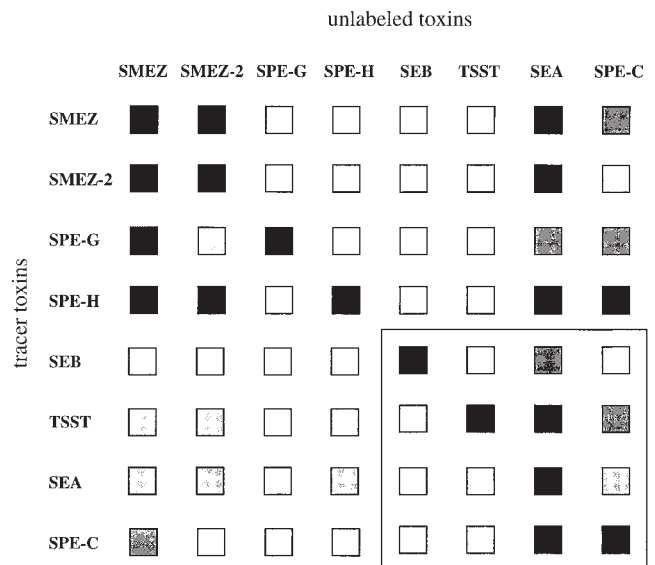 unlabeled toxins
SMEZ SMEZ-2 SPE-G SPE-H SEB TSST SEA SPE-C
tracer toxins
SMEZ
SMEZ-2
SPE-G
SPE-H
SEB
TSST
SEA
SPE-C